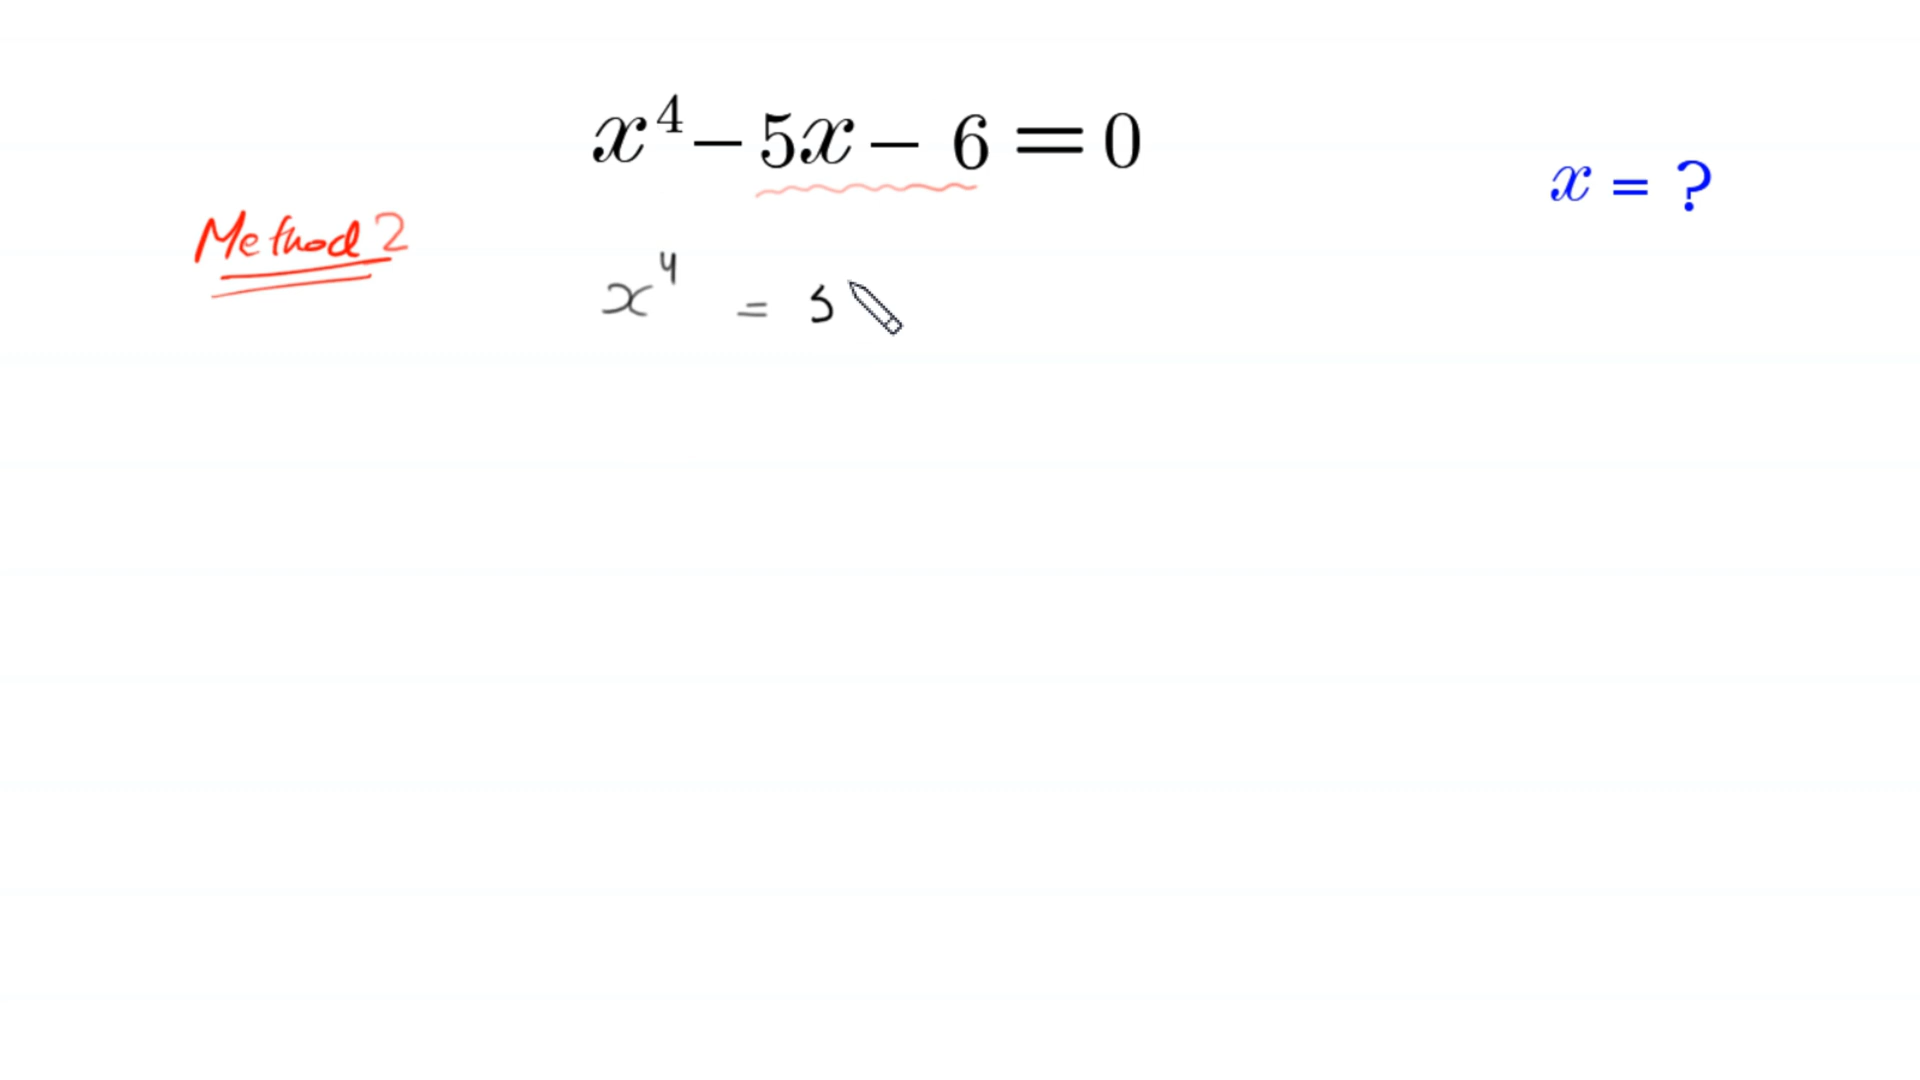 x⁴ – 5x – 6 = 0
x = ?
Method 2
x⁴ = 5